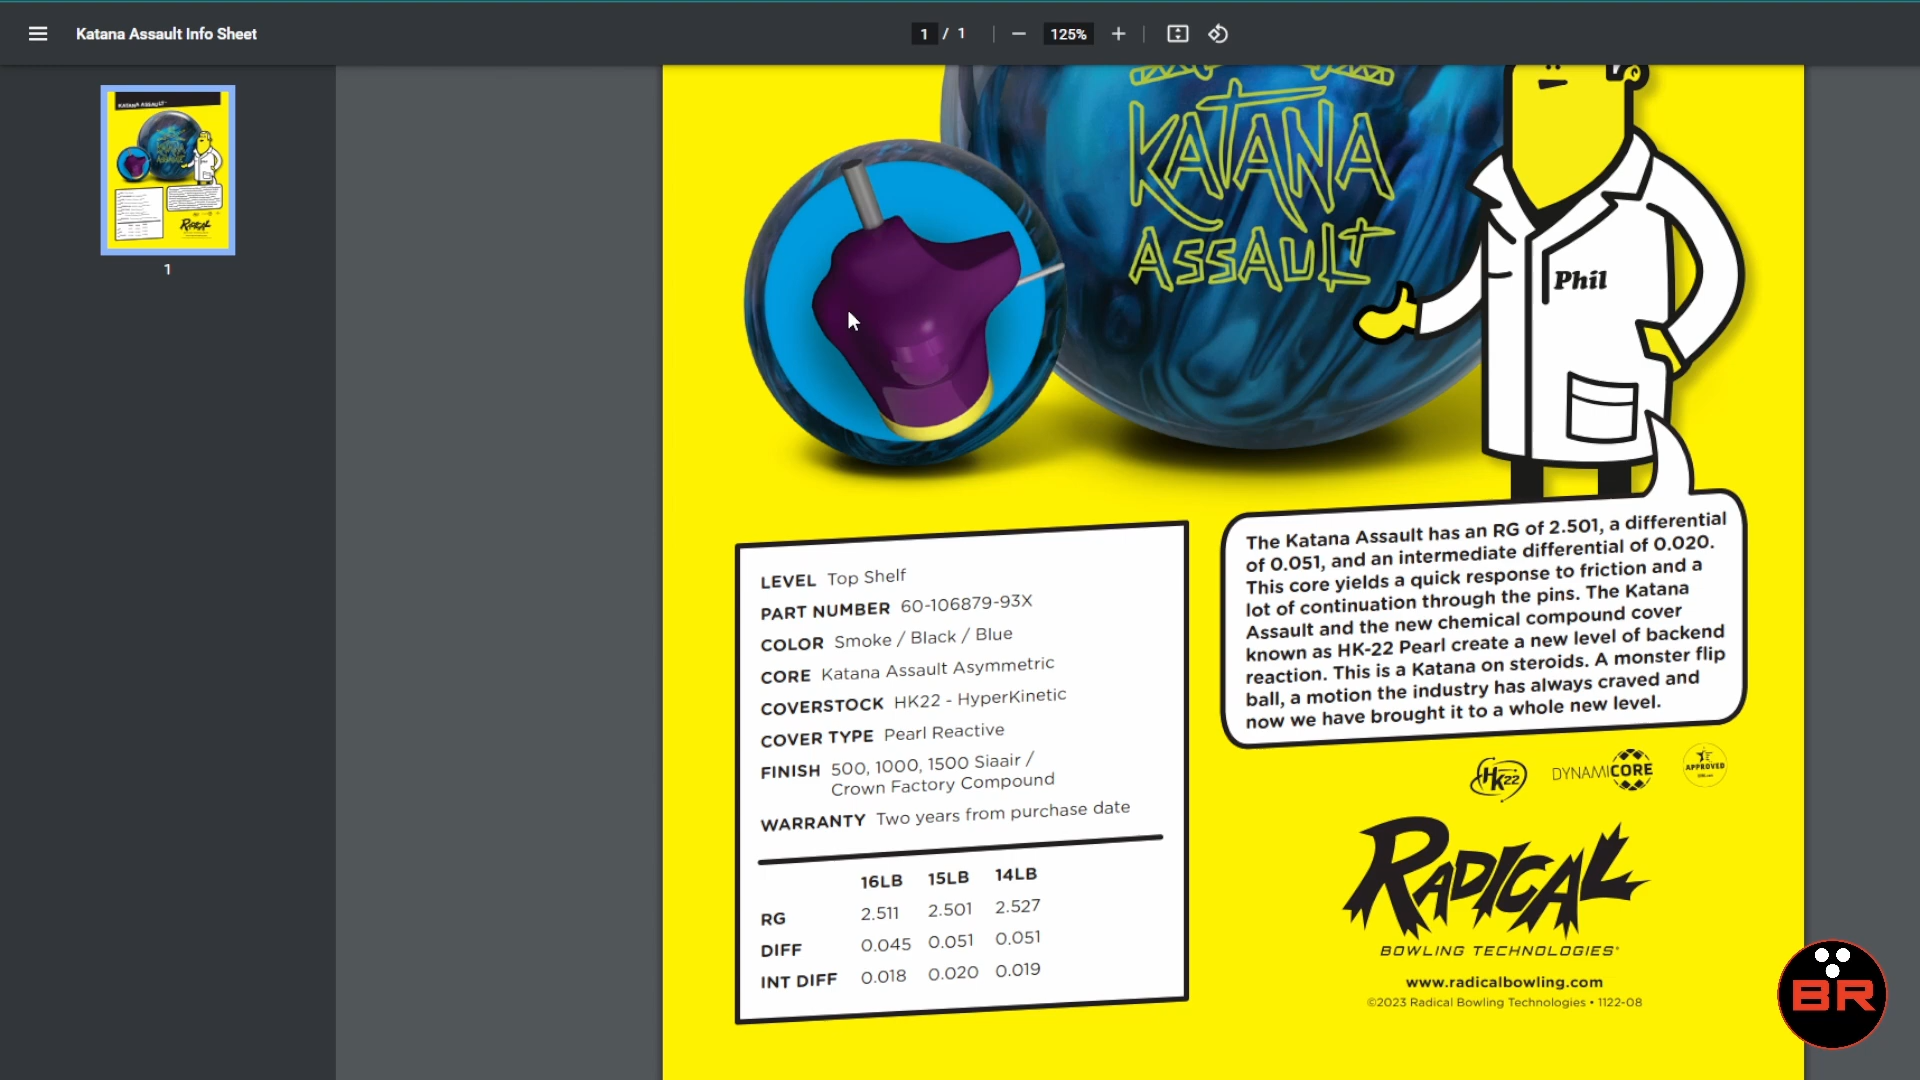 Katana Assault Info Sheet
1 / 1
125%
1
KATANA
ASSAULT
Phil
LEVEL Top Shelf
PART NUMBER 60-106879-93X
COLOR Smoke / Black / Blue
CORE Katana Assault Asymmetric
COVERSTOCK HK22 - HyperKinetic
COVER TYPE Pearl Reactive
FINISH 500, 1000, 1500 Siaair /
Crown Factory Compound
WARRANTY Two years from purchase date
16LB 15LB 14LB
RG 2.511 2.501 2.527
DIFF 0.045 0.051 0.051
INT DIFF 0.018 0.020 0.019
The Katana Assault has an RG of 2.501, a differential
of 0.051, and an intermediate differential of 0.020.
This core yields a quick response to friction and a
lot of continuation through the pins. The Katana
Assault and the new chemical compound cover
known as HK-22 Pearl create a new level of backend
reaction. This is a Katana on steroids. A monster flip
ball, a motion the industry has always craved and
now we have brought it to a whole new level.
HK22
DYNAMICORE
APPROVED
RADICAL
BOWLING TECHNOLOGIES
www.radicalbowling.com
©2023 Radical Bowling Technologies • 1122-08
BR